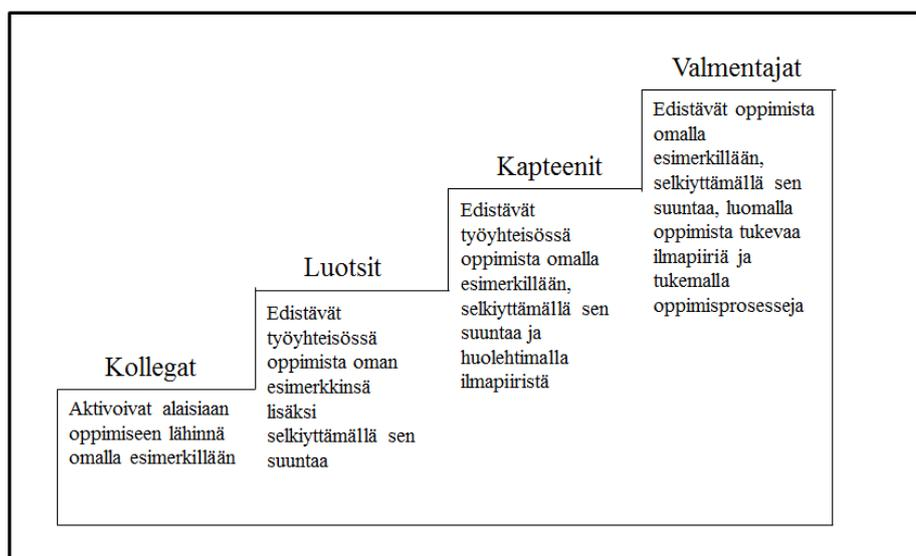 Kollegat
Aktivoivat alaisiaan
oppimiseen lähinnä
omalla esimerkillään
Luotsit
Edistävät
työyhteisössä
oppimista oman
esimerkkinsä
lisäksi
selkiyttämällä sen
suuntaa
Kapteenit
Edistävät
työyhteisössä
oppimista omalla
esimerkillään,
selkiyttämällä sen
suuntaa ja
huolehtimalla
ilmapiiristä
Valmentajat
Edistävät oppimista
omalla
esimerkillään,
selkiyttämällä sen
suuntaa, luomalla
oppimista tukevaa
ilmapiiriä ja
tukemalla
oppimisprosesseja